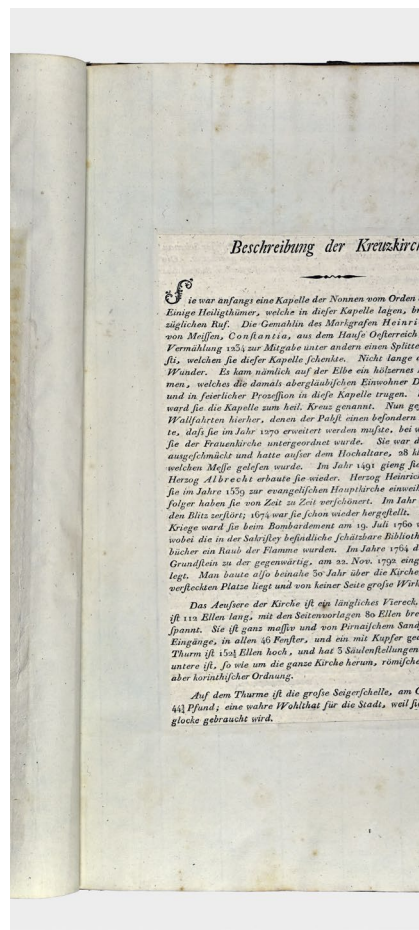 Beschreibung der Kreuzkirch
Sie war anfangs eine Kapelle der Nonnen vom Orden
Einige Heiligthümer, welche in dieſer Kapelle lagen, br
züglichen Ruf. Die Gemahlin des Markgrafen Heinri
von Meiſſen, Conſtantia, aus dem Hauſe Oeſterreich
Vermählung 1234 zur Mitgabe unter andern einen Splitte
ſti, welchen ſie dieſer Kapelle ſchenkte. Nicht lange
Wunder. Es kam nämlich auf der Elbe ein hölzernes
men, welches die damals abergläubiſchen Einwohner D
und in feierlicher Prozeſſion in dieſe Kapelle trugen.
ward ſie die Kapelle zum heil. Kreuz genannt. Nun ge
Wallfahrten hierher, denen der Pabſt einen beſondern
te, daſs ſie im Jahr 1270 erweitert werden muſste, bei w
ſie der Frauenkirche untergeordnet wurde. Sie war d
ausgeſchmückt und hatte auſser dem Hochaltare, 28 kl
welchen Meſſe geleſen wurde. Im Jahr 1491 gieng ſie
Herzog Albrecht erbaute ſie wieder. Herzog Heinric
ſie im Jahre 1539 zur evangeliſchen Hauptkirche einweih
folger haben ſie von Zeit zu Zeit verſchönert. Im Iahr
den Blitz zerſtört; 1674 war ſie ſchon wieder hergeſtellt.
Kriege ward ſie beim Bombardement am 19. Juli 1760
wobei die in der Sakriſtey befindliche ſchätzbare Biblioth
bücher ein Raub der Flamme wurden. Im Jahre 1764 d
Grundſtein zu der gegenwärtig, am 22. Nov. 1792 eing
legt. Man baute alſo beinahe 30 Jahr über die Kirche
verſteckten Platze liegt und von keiner Seite groſse Wirk
Das Aeuſsere der Kirche iſt ein längliches Viereck.
iſt 112 Ellen lang, mit den Seitenvorlagen 80 Ellen bre
ſpannt. Sie iſt ganz maſſiv und von Pirnaiſchem Sand
Eingänge, in allen 46 Fenſter, und ein mit Kupfer ge
Thurm iſt 152½ Ellen hoch, und hat 3 Säulenſtellungen
untere iſt, ſo wie um die ganze Kirche herum, römiſche
aber korinthiſcher Ordnung.
Auf dem Thurme iſt die groſse Seigerſchelle, am
44¾ Pfund; eine wahre Wohlthat für die Stadt, weil ſi
glocke gebraucht wird.